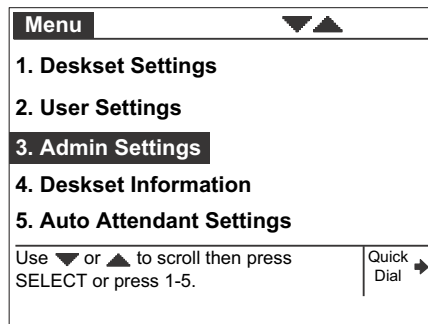 Menu
1. Deskset Settings
2. User Settings
3. Admin Settings
4. Deskset Information
5. Auto Attendant Settings
Use ▼ or ▲ to scroll then press
SELECT or press 1-5.
Quick
Dial